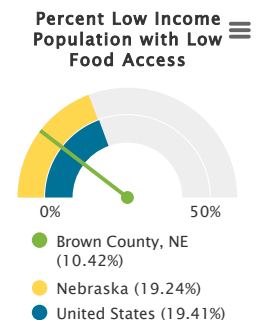 Percent Low Income
Population with Low
Food Access
0%
50%
Brown County, NE
(10.42%)
Nebraska (19.24%)
United States (19.41%)